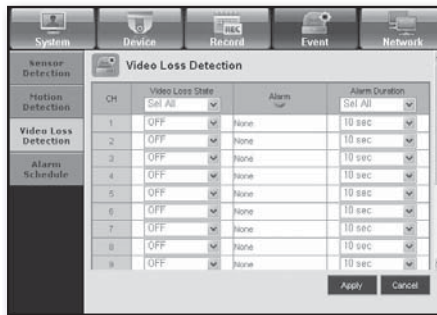 REC
System Device Record Event Network
Sensor Detection
Motion Detection
Video Loss Detection
Alarm Schedule
Video Loss Detection
CH Video Loss State Alarm Alarm Duration
Sel All Sel All
1 OFF None 10 sec
2 OFF None 10 sec
3 OFF None 10 sec
4 OFF None 10 sec
5 OFF None 10 sec
6 OFF None 10 sec
7 OFF None 10 sec
8 OFF None 10 sec
9 OFF None 10 sec
Apply Cancel